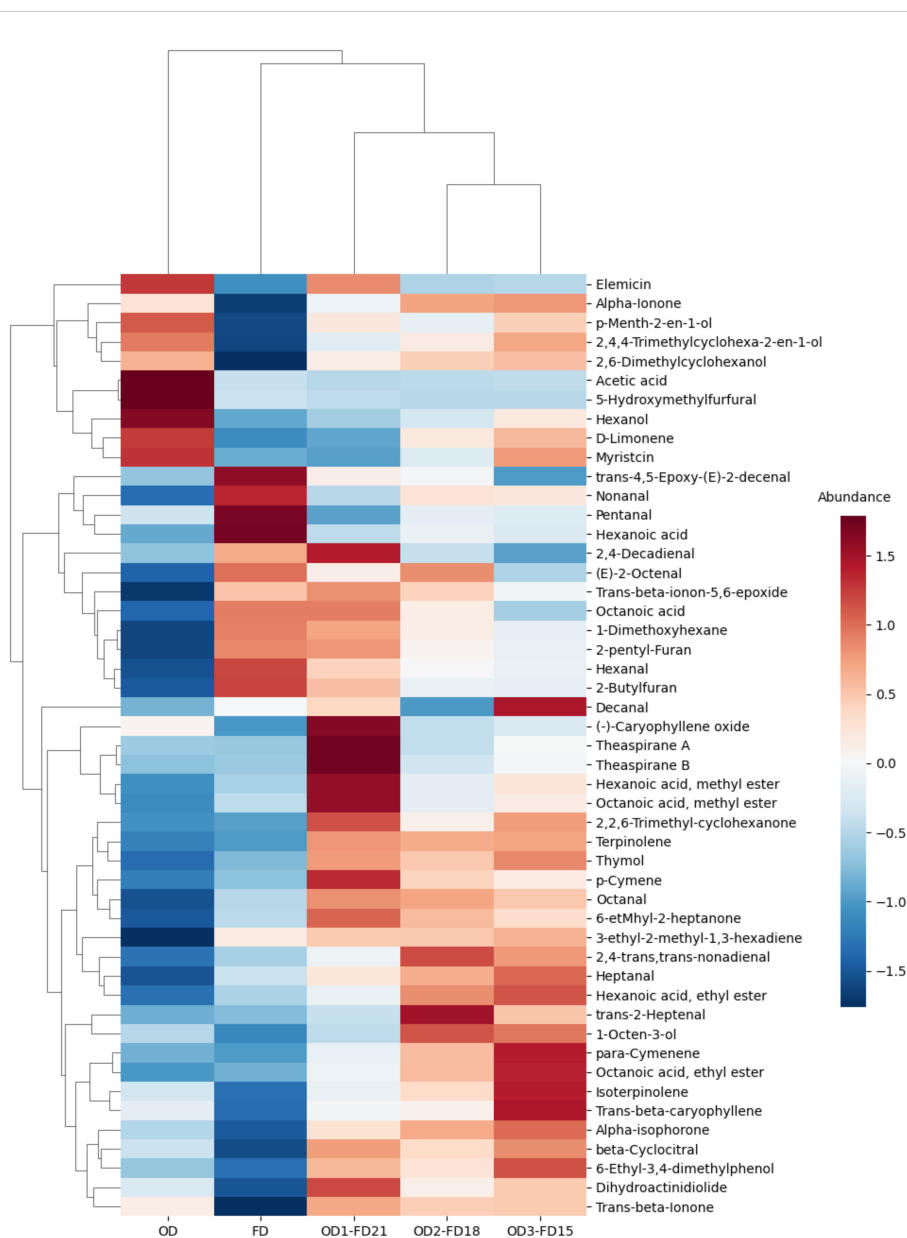 Elemicin
Alpha-Ionone
p-Menth-2-en-1-ol
2,4,4-Trimethylcyclohexa-2-en-1-ol
2,6-Dimethylcyclohexanol
Acetic acid
5-Hydroxymethylfurfural
Hexanol
D-Limonene
Myristcin
trans-4,5-Epoxy-(E)-2-decenal
Nonanal
Pentanal
Hexanoic acid
2,4-Decadienal
(E)-2-Octenal
Trans-beta-ionon-5,6-epoxide
Octanoic acid
1-Dimethoxyhexane
2-pentyl-Furan
Hexanal
2-Butylfuran
Decanal
(-)-Caryophyllene oxide
Theaspirane A
Theaspirane B
Hexanoic acid, methyl ester
Octanoic acid, methyl ester
2,2,6-Trimethyl-cyclohexanone
Terpinolene
Thymol
p-Cymene
Octanal
6-etMhyl-2-heptanone
3-ethyl-2-methyl-1,3-hexadiene
2,4-trans,trans-nonadienal
Heptanal
Hexanoic acid, ethyl ester
trans-2-Heptenal
1-Octen-3-ol
para-Cymenene
Octanoic acid, ethyl ester
Isoterpinolene
Trans-beta-caryophyllene
Alpha-isophorone
beta-Cyclocitral
6-Ethyl-3,4-dimethylphenol
Dihydroactinidiolide
Trans-beta-Ionone
OD FD OD1-FD21 OD2-FD18 OD3-FD15
Abundance
1.5
1.0
0.5
0.0
−0.5
−1.0
−1.5